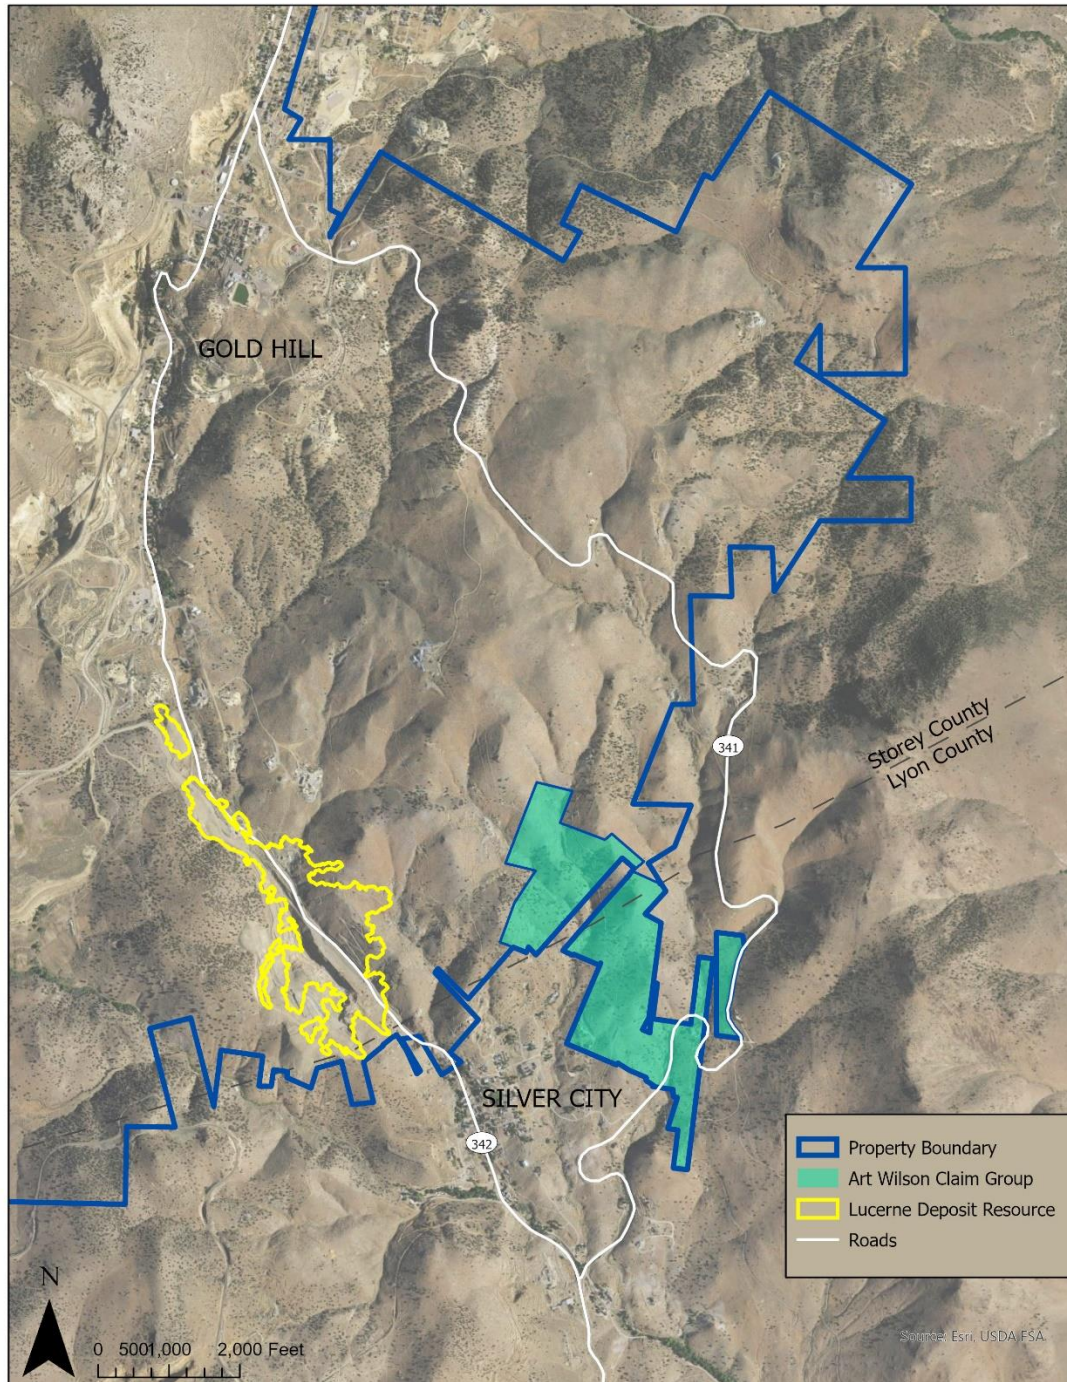 GOLD HILL
341
Storey County
Lyon County
SILVER CITY
342
Property Boundary
Art Wilson Claim Group
Lucerne Deposit Resource
Roads
N
0 5001,000 2,000 Feet
Source: Esri, USDA FSA